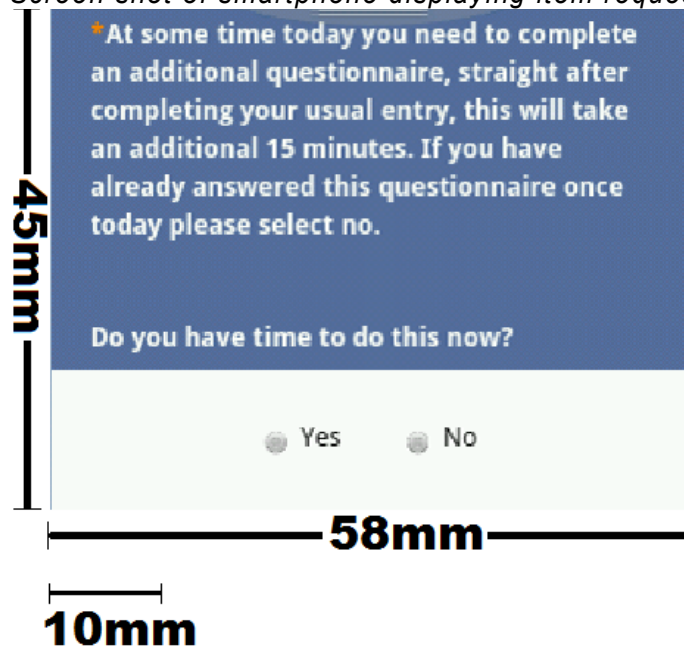 Screen shot of smartphone displaying item reques
*At some time today you need to complete
an additional questionnaire, straight after
completing your usual entry, this will take
an additional 15 minutes. If you have
already answered this questionnaire once
today please select no.
Do you have time to do this now?
Yes No
45mm
58mm
10mm